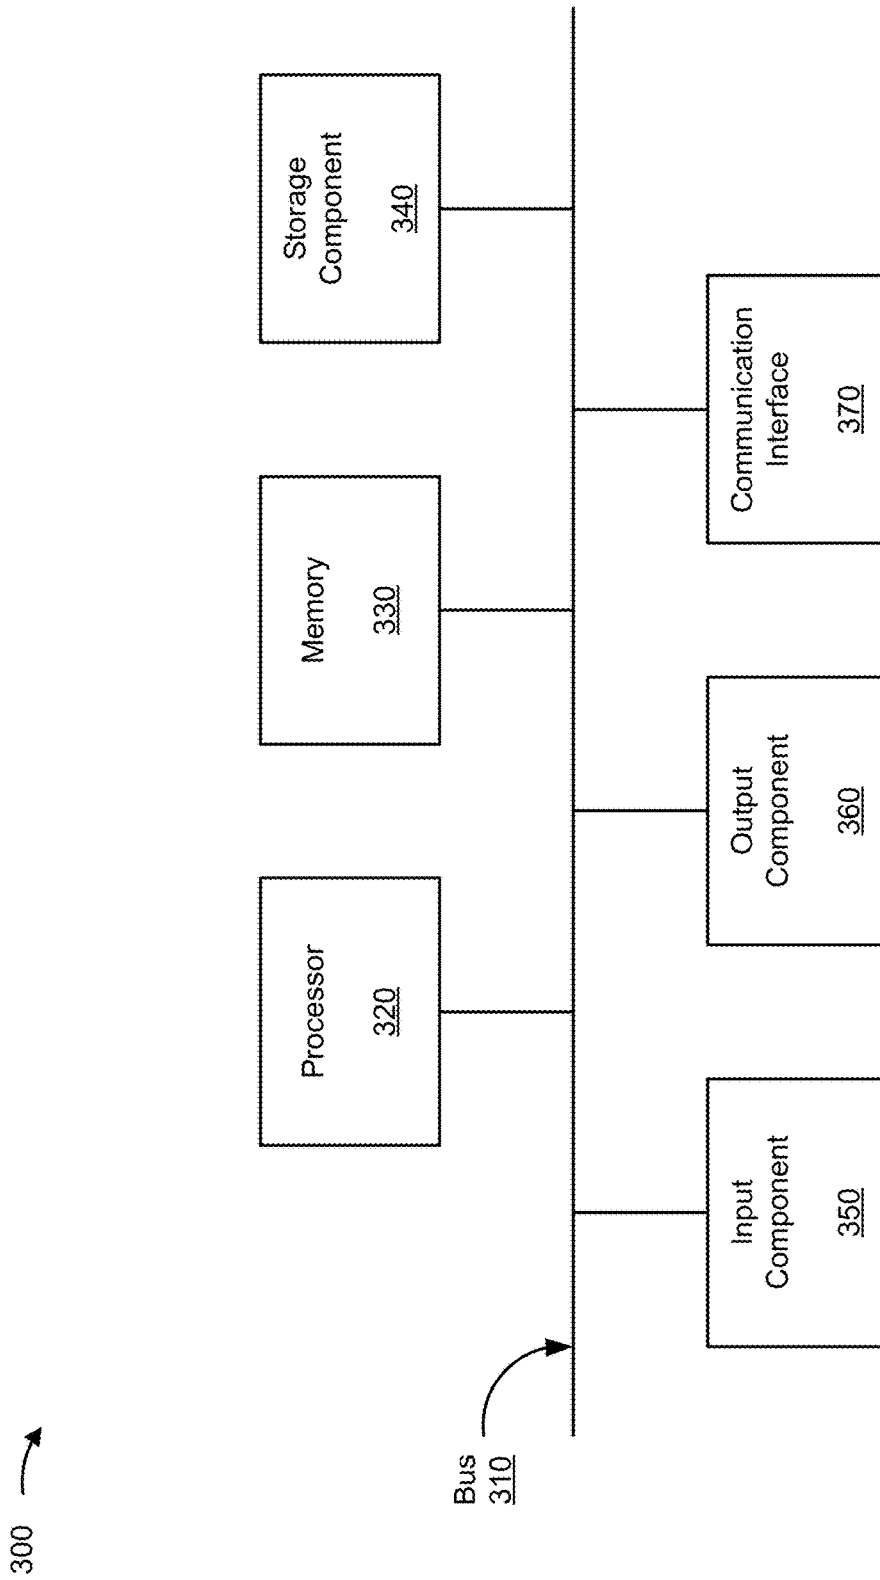 300
Bus
310
Processor
320
Memory
330
Storage
Component
340
Input
Component
350
Output
Component
360
Communication
Interface
370